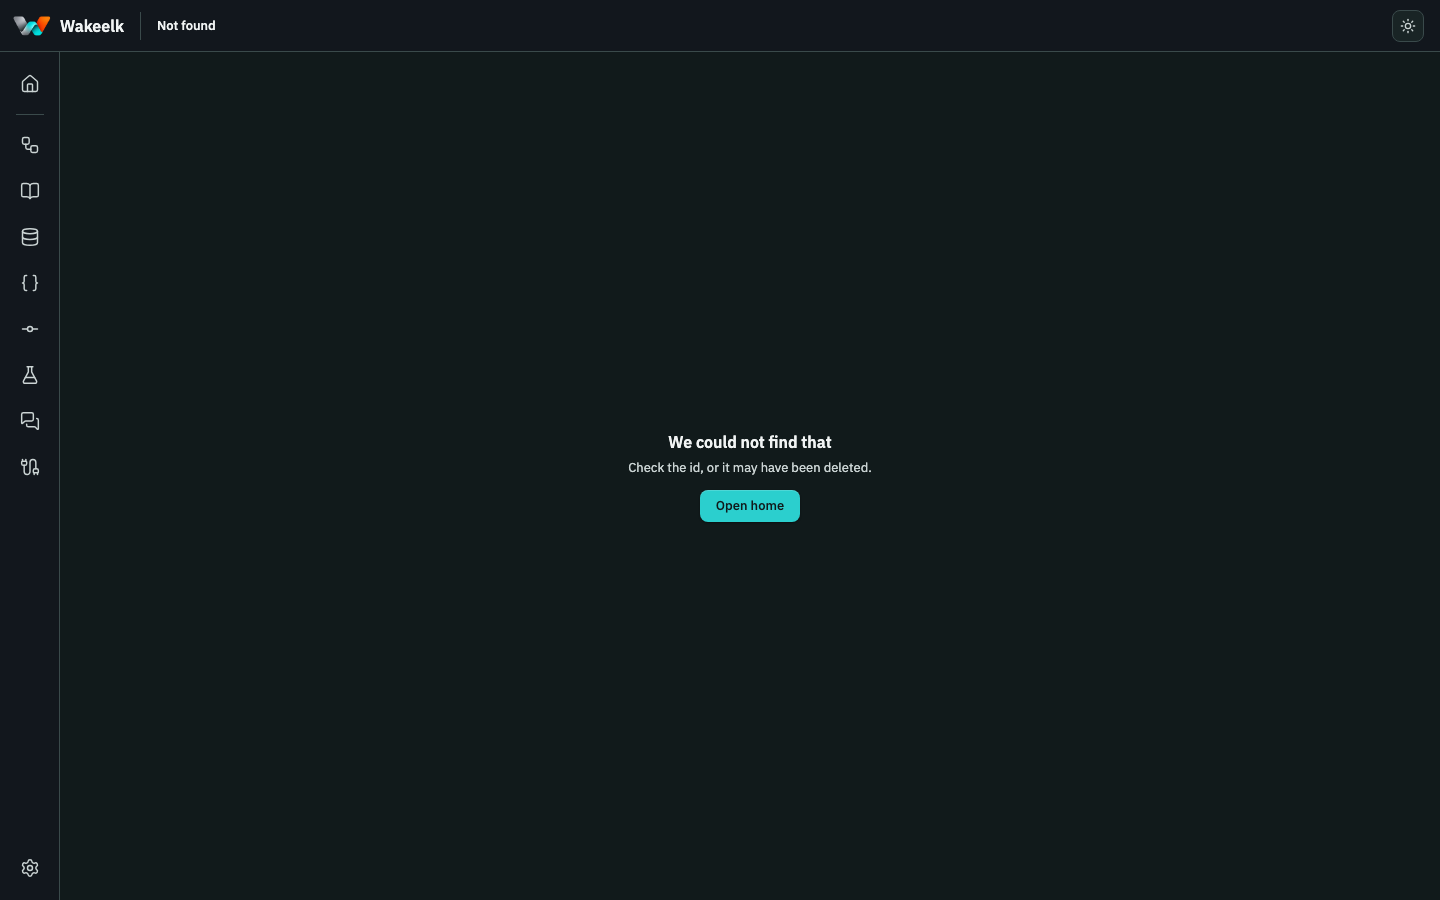 Wakeelk
Not found
We could not find that
Check the id, or it may have been deleted.
Open home